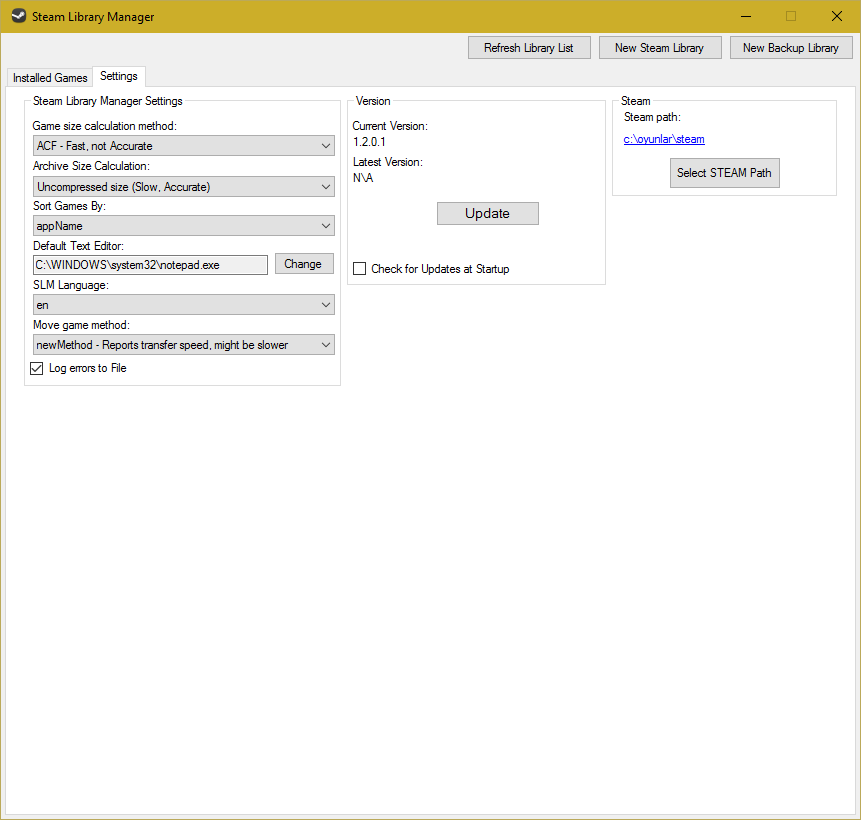 Steam Library Manager
Refresh Library List
New Steam Library
New Backup Library
Installed Games
Settings
Steam Library Manager Settings
Game size calculation method:
ACF - Fast, not Accurate
Archive Size Calculation:
Uncompressed size (Slow, Accurate)
Sort Games By:
appName
Default Text Editor:
C:\WINDOWS\system32\notepad.exe
Change
SLM Language:
en
Move game method:
newMethod - Reports transfer speed, might be slower
Log errors to File
Version
Current Version:
1.2.0.1
Latest Version:
N\A
Update
Check for Updates at Startup
Steam
Steam path:
c:\oyunlar\steam
Select STEAM Path